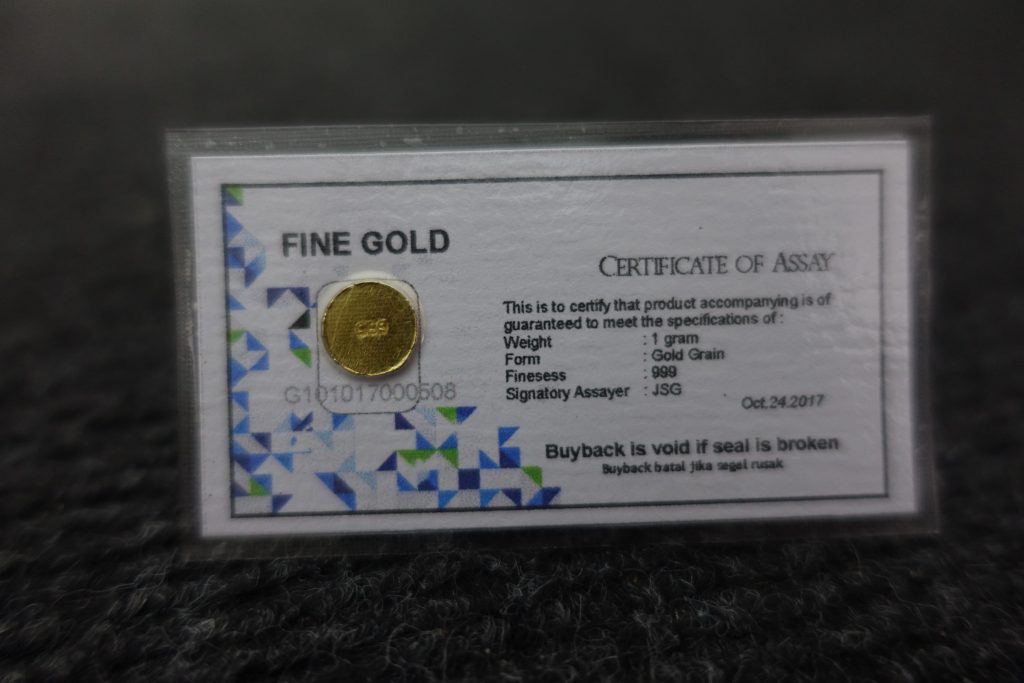 FINE GOLD
999
G101017000508
CERTIFICATE OF ASSAY
This is to certify that product accompanying is of
guaranteed to meet the specifications of :
Weight : 1 gram
Form : Gold Grain
Finesess : 999
Signatory Assayer : JSG
Oct.24.2017
Buyback is void if seal is broken
Buyback batal jika segel rusak